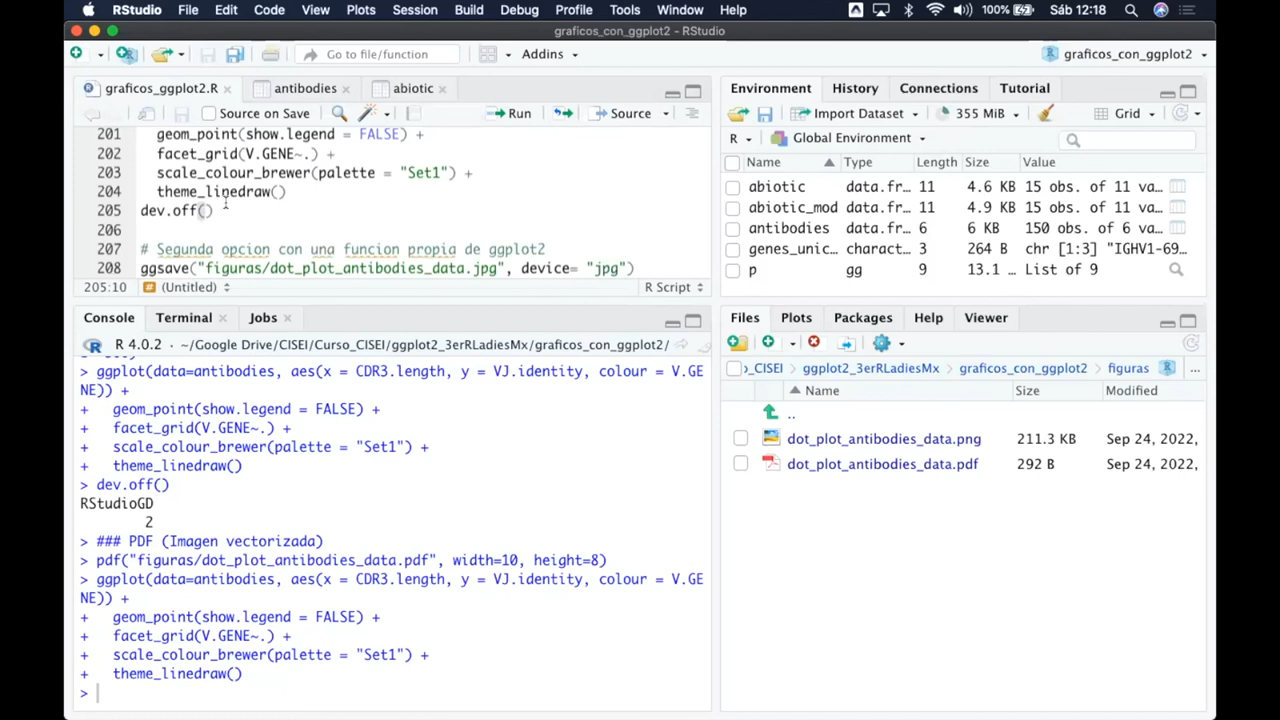 RStudio File Edit Code View Plots Session Build Debug Profile Tools Window Help 100% Sáb 12:18
graficos_con_ggplot2 - RStudio
Go to file/function Addins graficos_con_ggplot2
graficos_ggplot2.R antibodies abiotic
Source on Save Run Source
201 geom_point(show.legend = FALSE) +
202 facet_grid(V.GENE~.) +
203 scale_colour_brewer(palette = "Set1") +
204 theme_linedraw()
205 dev.off()
206
207 # Segunda opcion con una funcion propia de ggplot2
208 ggsave("figuras/dot_plot_antibodies_data.jpg", device= "jpg")
205:10 (Untitled) R Script
Environment History Connections Tutorial
Import Dataset 355 MiB Grid
R Global Environment
Name Type Length Size Value
abiotic data.fr… 11 4.6 KB 15 obs. of 11 va…
abiotic_mod data.fr… 11 4.9 KB 15 obs. of 11 va…
antibodies data.fr… 6 6 KB 150 obs. of 6 va…
genes_unic… charact… 3 264 B chr [1:3] "IGHV1-69…
p gg 9 13.1 … List of 9
Console Terminal Jobs
R 4.0.2 · ~/Google Drive/CISEI/Curso_CISEI/ggplot2_3erRLadiesMx/graficos_con_ggplot2/
> ggplot(data=antibodies, aes(x = CDR3.length, y = VJ.identity, colour = V.GE
NE)) +
+ geom_point(show.legend = FALSE) +
+ facet_grid(V.GENE~.) +
+ scale_colour_brewer(palette = "Set1") +
+ theme_linedraw()
> dev.off()
RStudioGD
2
> ### PDF (Imagen vectorizada)
> pdf("figuras/dot_plot_antibodies_data.pdf", width=10, height=8)
> ggplot(data=antibodies, aes(x = CDR3.length, y = VJ.identity, colour = V.GE
NE)) +
+ geom_point(show.legend = FALSE) +
+ facet_grid(V.GENE~.) +
+ scale_colour_brewer(palette = "Set1") +
+ theme_linedraw()
>
Files Plots Packages Help Viewer
o_CISEI ggplot2_3erRLadiesMx graficos_con_ggplot2 figuras ...
Name Size Modified
..
dot_plot_antibodies_data.png 211.3 KB Sep 24, 2022,
dot_plot_antibodies_data.pdf 292 B Sep 24, 2022,